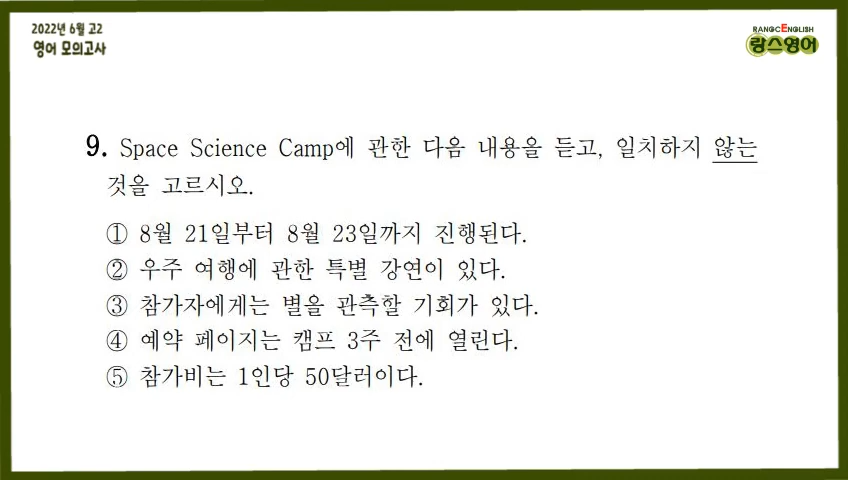 2022년 6월 고2
영어 모의고사
RANGCENGLISH
랑스영어
9. Space Science Camp에 관한 다음 내용을 듣고, 일치하지 않는
것을 고르시오.
① 8월 21일부터 8월 23일까지 진행된다.
② 우주 여행에 관한 특별 강연이 있다.
③ 참가자에게는 별을 관측할 기회가 있다.
④ 예약 페이지는 캠프 3주 전에 열린다.
⑤ 참가비는 1인당 50달러이다.